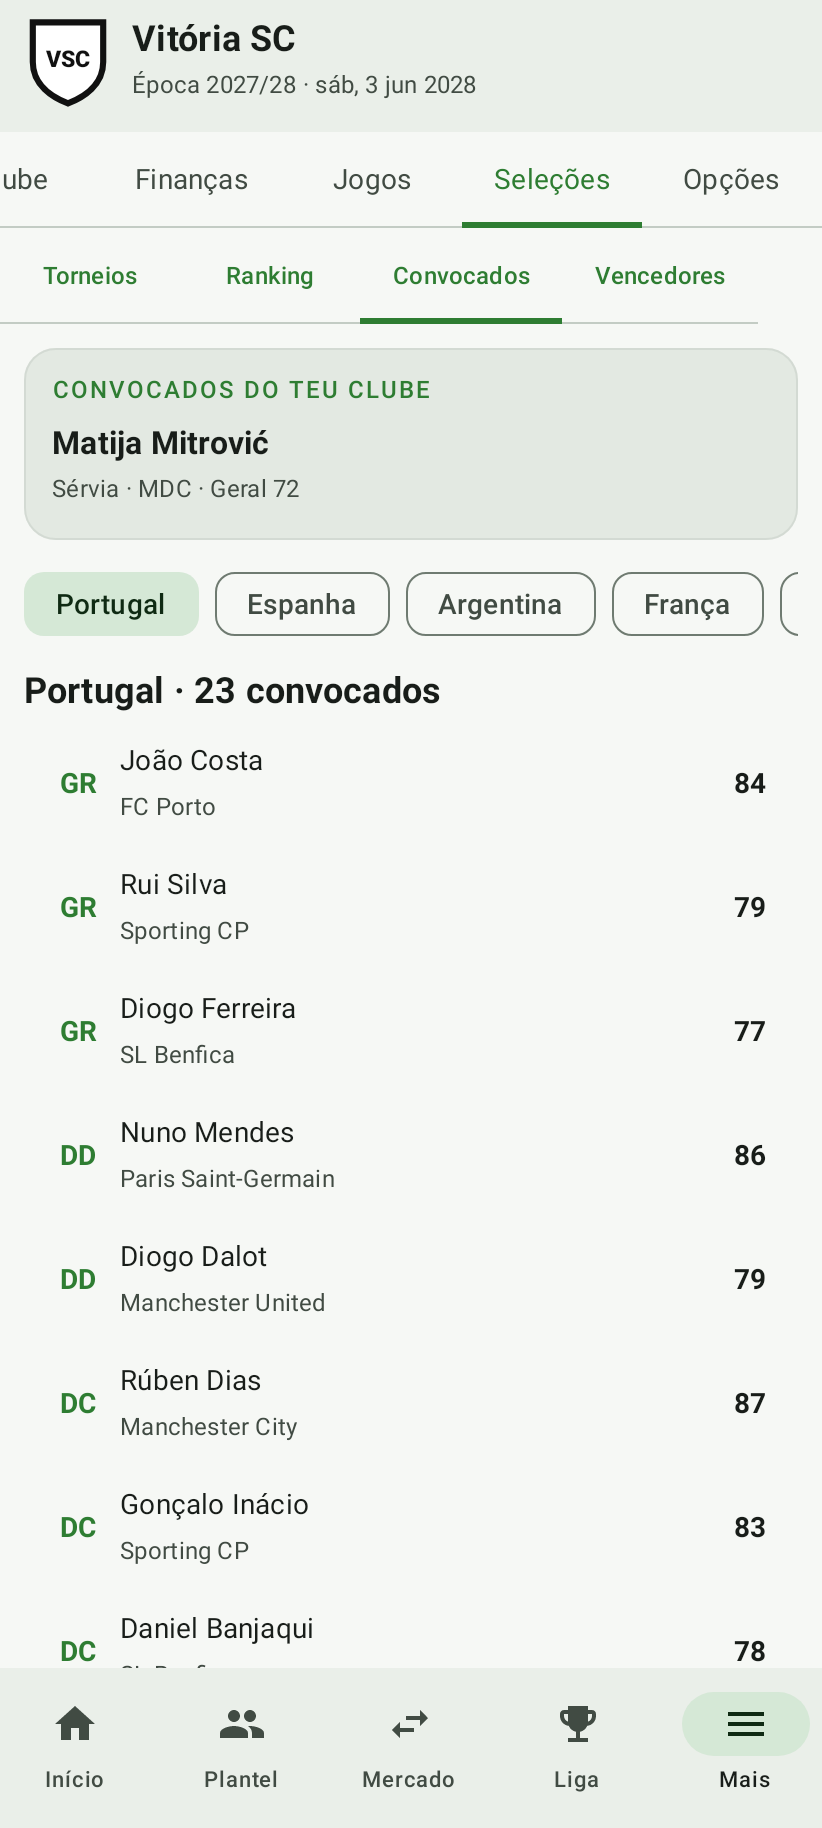 VSC
Vitória SC
Época 2027/28 · sáb, 3 jun 2028
ube Finanças Jogos Seleções Opções
Torneios Ranking Convocados Vencedores
CONVOCADOS DO TEU CLUBE
Matija Mitrović
Sérvia · MDC · Geral 72
Portugal Espanha Argentina França
Portugal · 23 convocados
João Costa
GR 84
FC Porto
Rui Silva
GR 79
Sporting CP
Diogo Ferreira
GR 77
SL Benfica
Nuno Mendes
DD 86
Paris Saint-Germain
Diogo Dalot
DD 79
Manchester United
Rúben Dias
DC 87
Manchester City
Gonçalo Inácio
DC 83
Sporting CP
Daniel Banjaqui
DC 78
Início Plantel Mercado Liga Mais